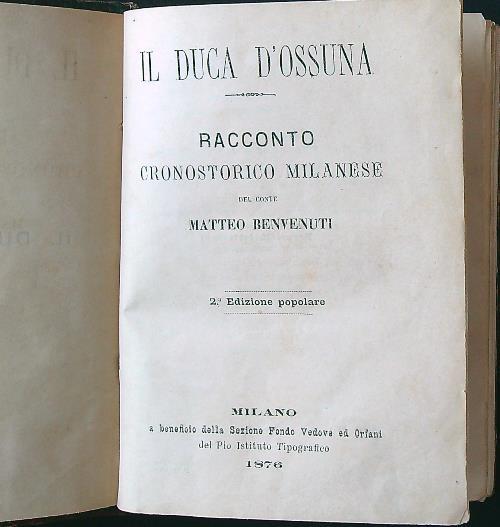 IL DUCA D'OSSUNA
RACCONTO
CRONOSTORICO MILANESE
DEL CONTE
MATTEO BENVENUTI
2.ª Edizione popolare
MILANO
a beneficio della Sezione Fondo Vedove ed Orfani
del Pio Istituto Tipografico
1876